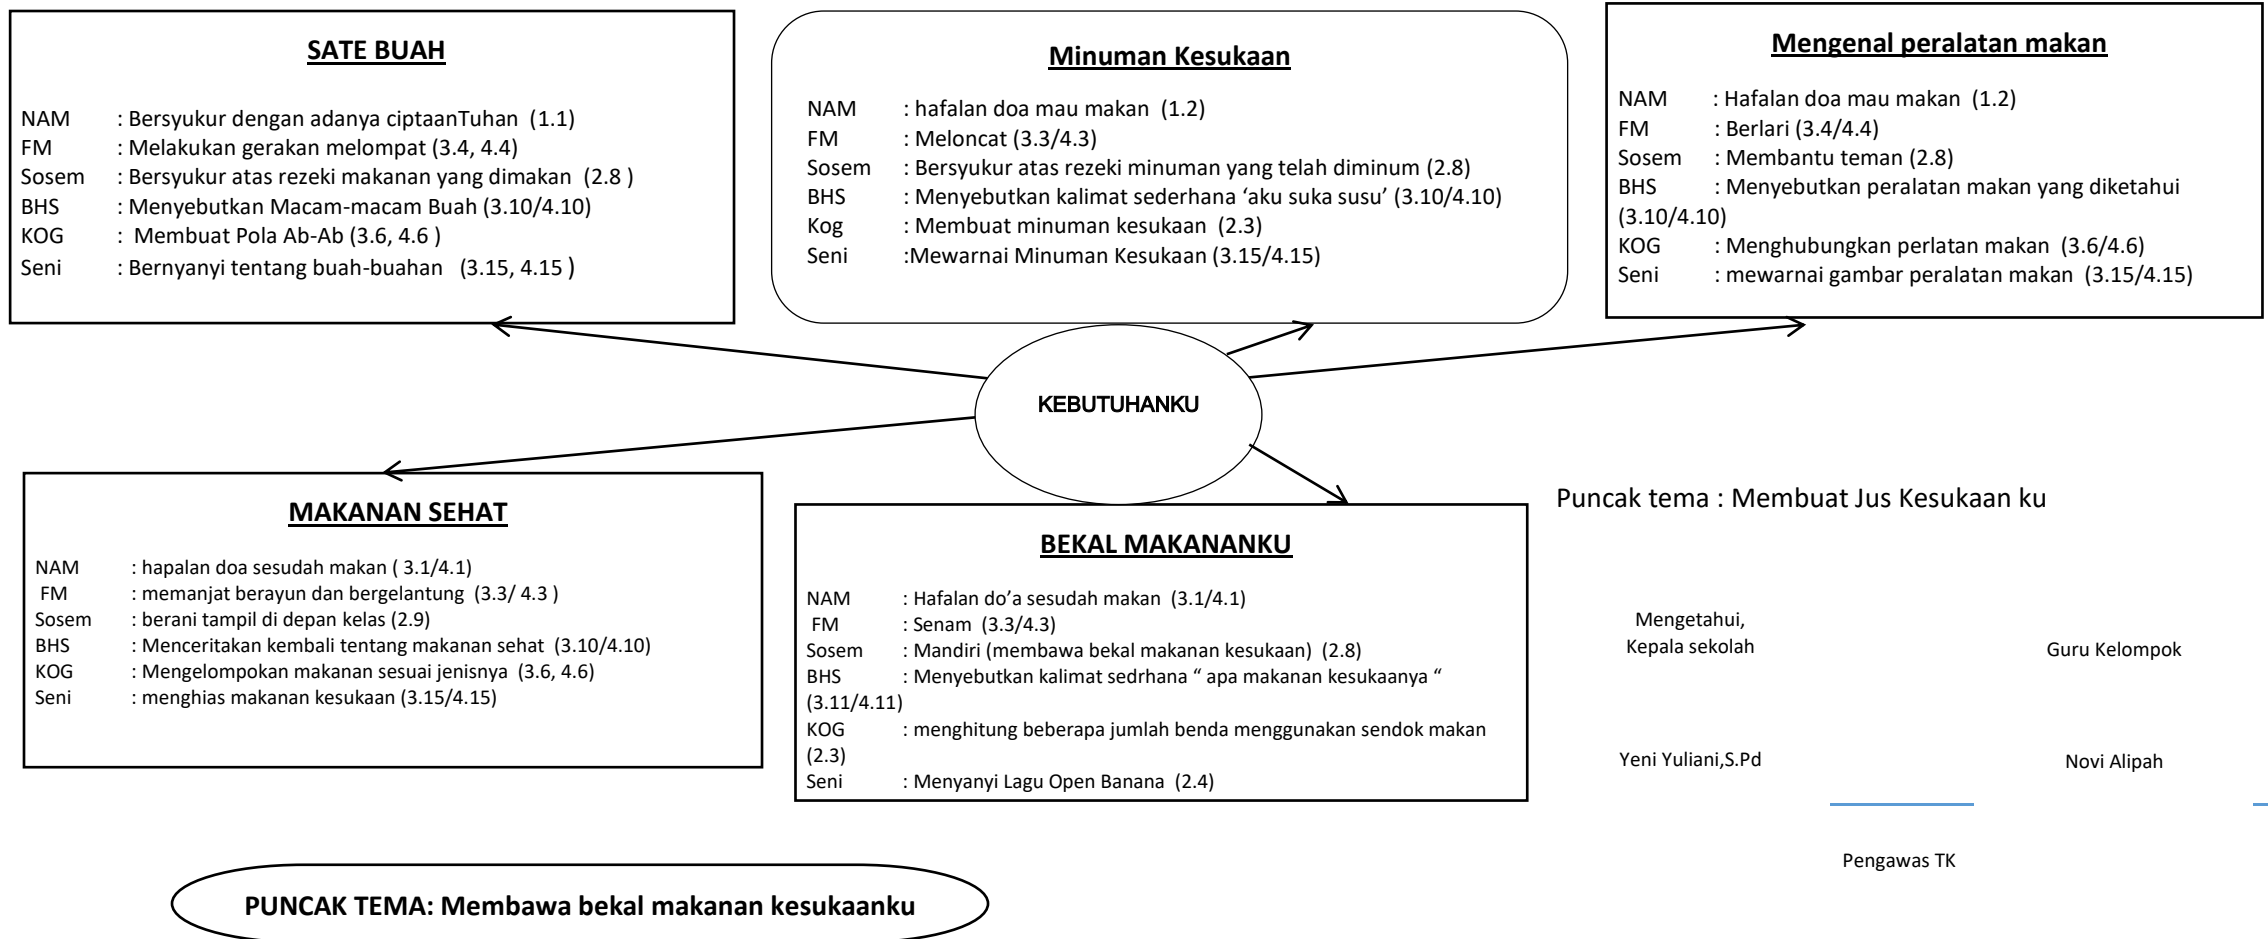 SATE BUAH
NAM : Bersyukur dengan adanya ciptaanTuhan (1.1)
FM : Melakukan gerakan melompat (3.4, 4.4)
Sosem : Bersyukur atas rezeki makanan yang dimakan (2.8 )
BHS : Menyebutkan Macam-macam Buah (3.10/4.10)
KOG : Membuat Pola Ab-Ab (3.6, 4.6 )
Seni : Bernyanyi tentang buah-buahan (3.15, 4.15 )
Minuman Kesukaan
NAM : hafalan doa mau makan (1.2)
FM : Meloncat (3.3/4.3)
Sosem : Bersyukur atas rezeki minuman yang telah diminum (2.8)
BHS : Menyebutkan kalimat sederhana ‘aku suka susu’ (3.10/4.10)
Kog : Membuat minuman kesukaan (2.3)
Seni :Mewarnai Minuman Kesukaan (3.15/4.15)
Mengenal peralatan makan
NAM : Hafalan doa mau makan (1.2)
FM : Berlari (3.4/4.4)
Sosem : Membantu teman (2.8)
BHS : Menyebutkan peralatan makan yang diketahui
(3.10/4.10)
KOG : Menghubungkan perlatan makan (3.6/4.6)
Seni : mewarnai gambar peralatan makan (3.15/4.15)
KEBUTUHANKU
MAKANAN SEHAT
NAM : hapalan doa sesudah makan ( 3.1/4.1)
FM : memanjat berayun dan bergelantung (3.3/ 4.3 )
Sosem : berani tampil di depan kelas (2.9)
BHS : Menceritakan kembali tentang makanan sehat (3.10/4.10)
KOG : Mengelompokan makanan sesuai jenisnya (3.6, 4.6)
Seni : menghias makanan kesukaan (3.15/4.15)
BEKAL MAKANANKU
NAM : Hafalan do’a sesudah makan (3.1/4.1)
FM : Senam (3.3/4.3)
Sosem : Mandiri (membawa bekal makanan kesukaan) (2.8)
BHS : Menyebutkan kalimat sedrhana “ apa makanan kesukaanya “
(3.11/4.11)
KOG : menghitung beberapa jumlah benda menggunakan sendok makan
(2.3)
Seni : Menyanyi Lagu Open Banana (2.4)
Puncak tema : Membuat Jus Kesukaan ku
Mengetahui,
Kepala sekolah
Guru Kelompok
Yeni Yuliani,S.Pd
Novi Alipah
Pengawas TK
PUNCAK TEMA: Membawa bekal makanan kesukaanku